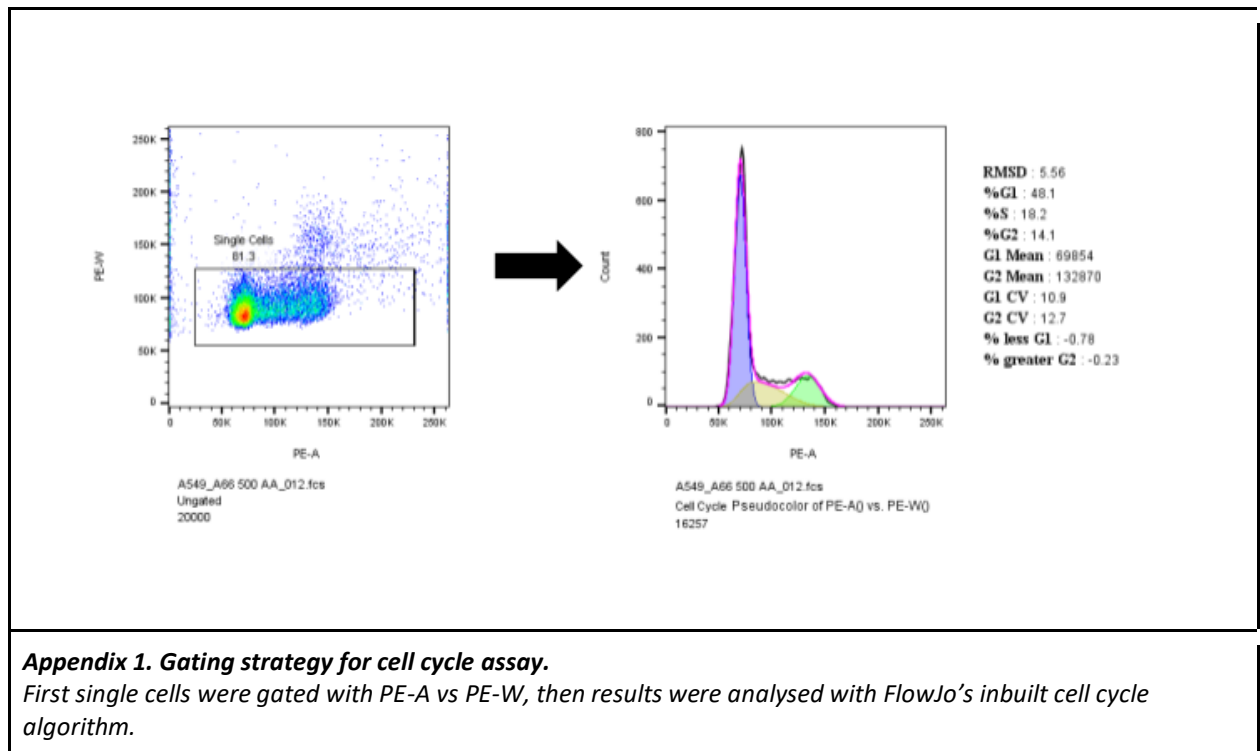 250K
200K
150K
100K
50K
0
PE-W
Single Cells
81.3
0 50K 100K 150K 200K 250K
PE-A
A549_A66 500 AA_012.fcs
Ungated
20000
800
600
400
200
0
Count
0 50K 100K 150K 200K 250K
PE-A
A549_A66 500 AA_012.fcs
Cell Cycle Pseudocolor of PE-A() vs. PE-W()
16257
RMSD : 5.56
%G1 : 48.1
%S : 18.2
%G2 : 14.1
G1 Mean : 69854
G2 Mean : 132870
G1 CV : 10.9
G2 CV : 12.7
% less G1 : -0.78
% greater G2 : -0.23
Appendix 1. Gating strategy for cell cycle assay.
First single cells were gated with PE-A vs PE-W, then results were analysed with FlowJo’s inbuilt cell cycle
algorithm.